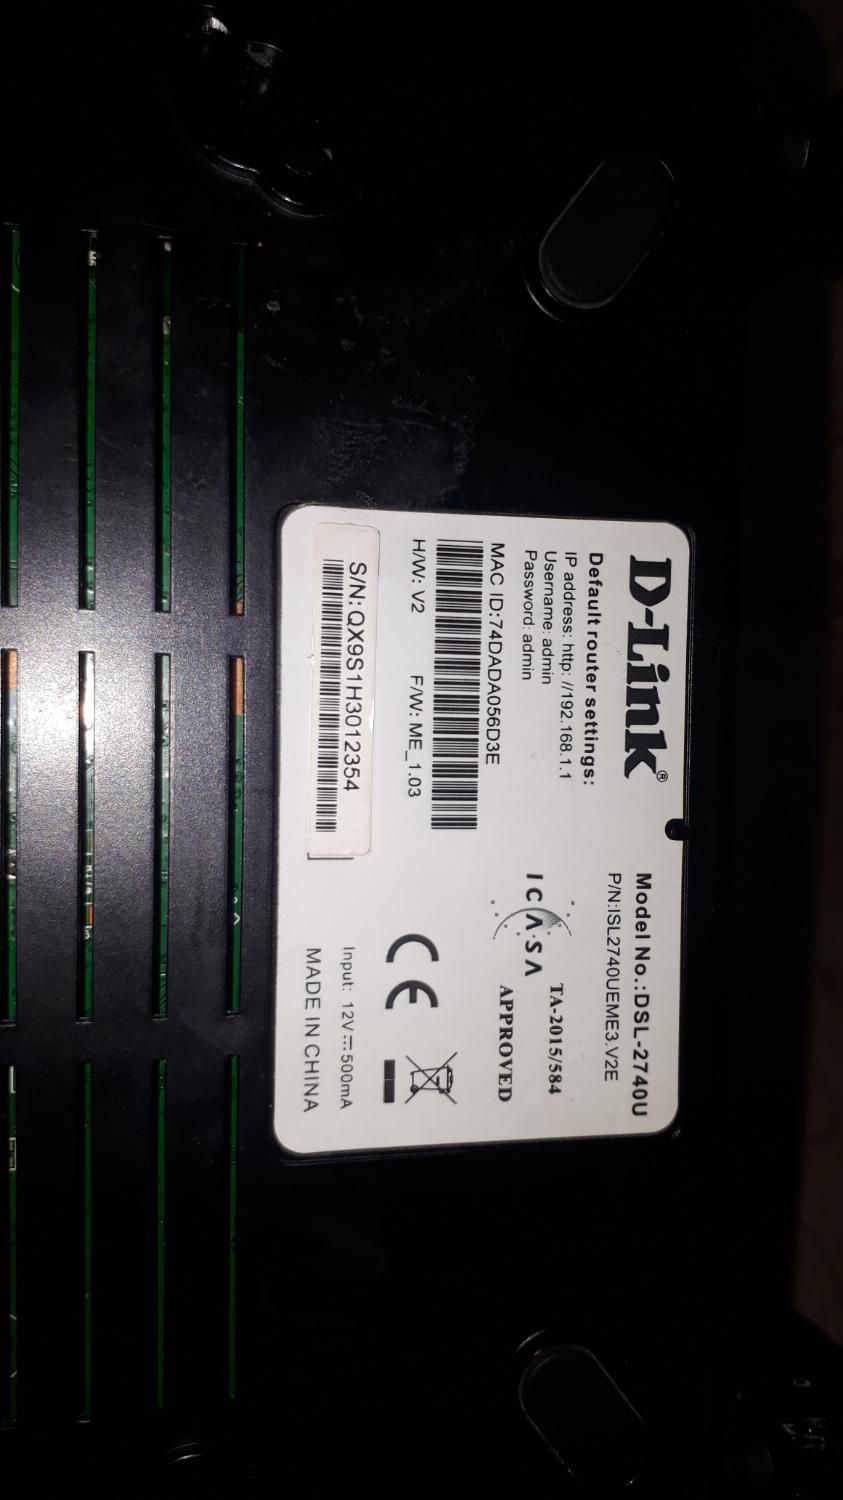 D-Link®
Default router settings:
IP address: http: //192.168.1.1
Username: admin
Password: admin
MAC ID:74DADA056D3E
H/W: V2 F/W: ME_1.03
S/N: QX9S1H3012354
Model No.:DSL-2740U
P/N:ISL2740UEME3.V2E
ICASA
TA-2015/584
APPROVED
CE
Input: 12V⎓500mA
MADE IN CHINA